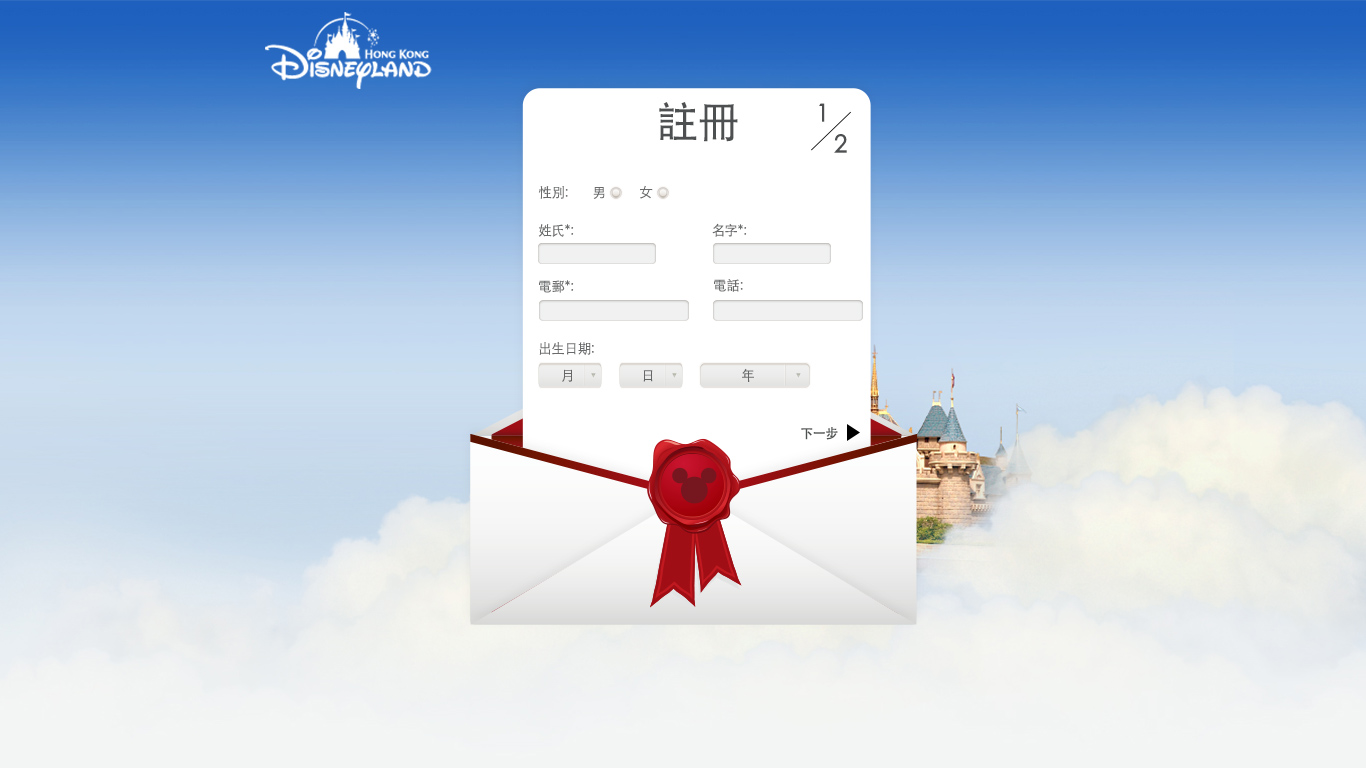 HONG KONG
DISNEYLAND
註冊
1/2
性別: 男 女
姓氏*: 名字*:
電郵*: 電話:
出生日期:
月 日 年
下一步